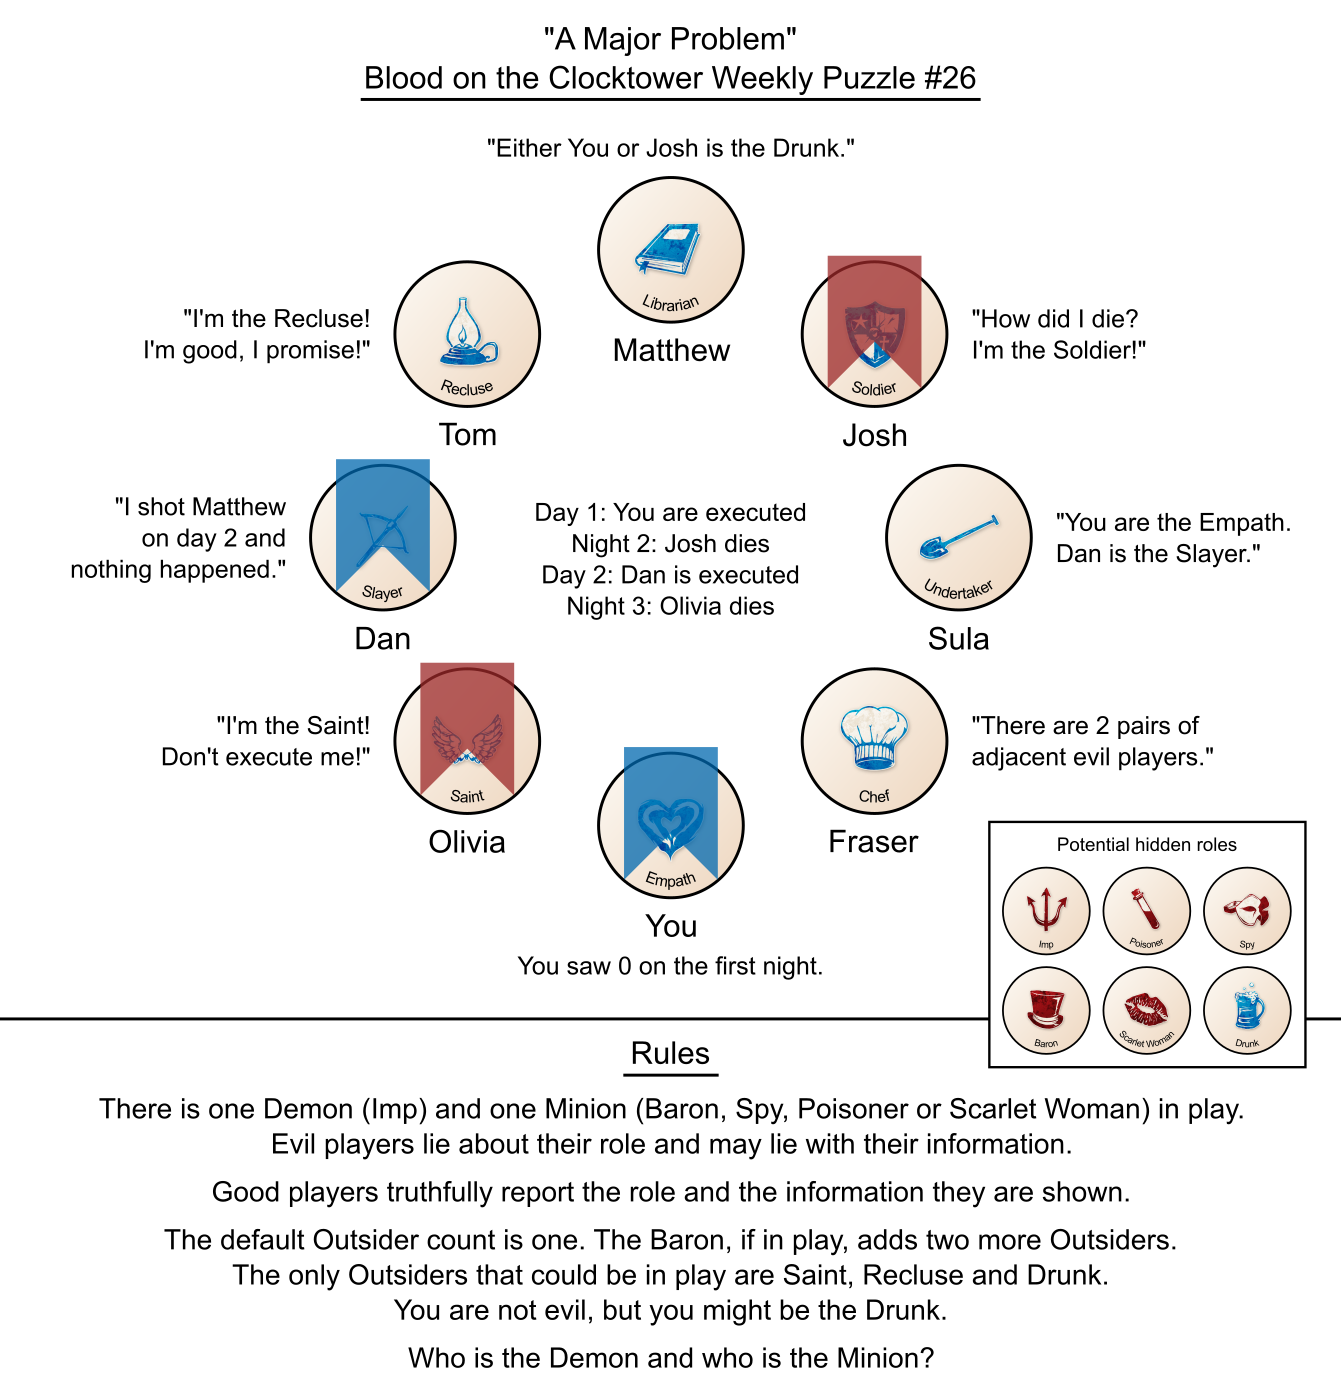 "A Major Problem"
Blood on the Clocktower Weekly Puzzle #26
"Either You or Josh is the Drunk."
Librarian
Matthew
"I'm the Recluse!
I'm good, I promise!"
Recluse
Tom
Soldier
Josh
"How did I die?
I'm the Soldier!"
"I shot Matthew
on day 2 and
nothing happened."
Slayer
Dan
Day 1: You are executed
Night 2: Josh dies
Day 2: Dan is executed
Night 3: Olivia dies
Undertaker
Sula
"You are the Empath.
Dan is the Slayer."
"I'm the Saint!
Don't execute me!"
Saint
Olivia
Empath
You
You saw 0 on the first night.
Chef
Fraser
"There are 2 pairs of
adjacent evil players."
Potential hidden roles
Imp
Poisoner
Spy
Baron
Scarlet Woman
Drunk
Rules
There is one Demon (Imp) and one Minion (Baron, Spy, Poisoner or Scarlet Woman) in play.
Evil players lie about their role and may lie with their information.
Good players truthfully report the role and the information they are shown.
The default Outsider count is one. The Baron, if in play, adds two more Outsiders.
The only Outsiders that could be in play are Saint, Recluse and Drunk.
You are not evil, but you might be the Drunk.
Who is the Demon and who is the Minion?